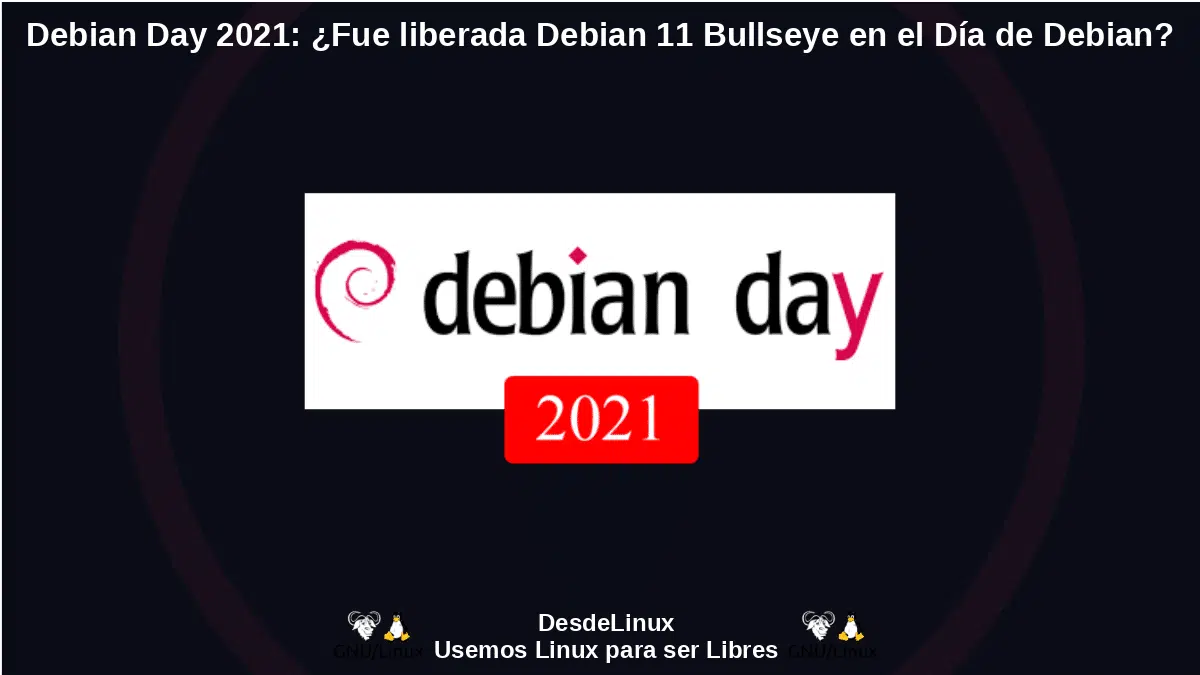 Debian Day 2021: ¿Fue liberada Debian 11 Bullseye en el Día de Debian?
debian day
2021
DesdeLinux
GNU/Linux Usemos Linux para ser Libres GNU/Linux